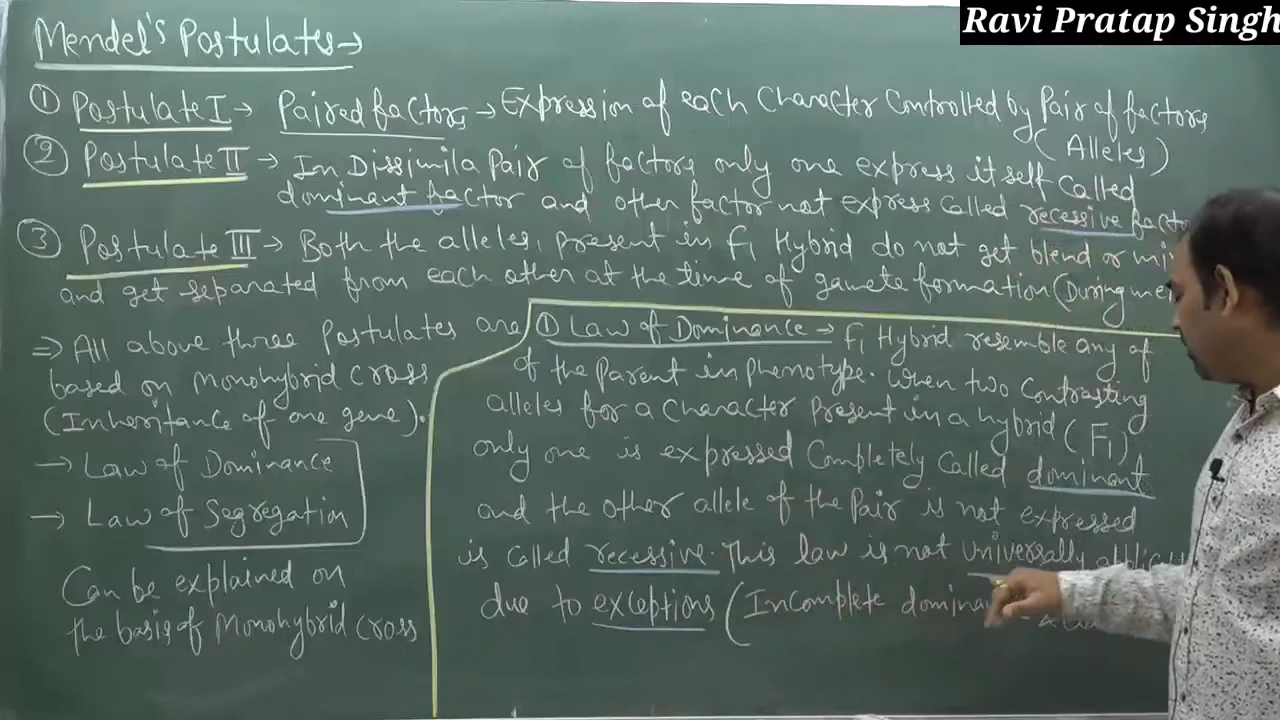 Ravi Pratap Singh
Mendel's Postulates →
① Postulate I → Paired factors → Expression of each Character Controlled by Pair of factors
(Alleles)
② Postulate II → In Dissimila Pair of factors only one express it self Called
dominant factor and other factor not express called recessive
③ Postulate III → Both the alleles, present in F1 Hybrid do not get blend or
and get separated from each other at the time of gamete formation (During
⇒ All above three Postulates are
based on Monohybrid Cross
(Inheritance of one gene).
→ Law of Dominance
→ Law of Segregation
Can be explained on
the basis of Monohybrid Cross
① Law of Dominance → F1 Hybrid resemble any of
of the Parent in Phenotype. When two Contrasting
alleles for a Character Present in a hybrid (F1)
only one is expressed Completely Called dominant
and the other allele of the Pair is not expressed
is called recessive. This law is not universally
due to exceptions (Incomplete